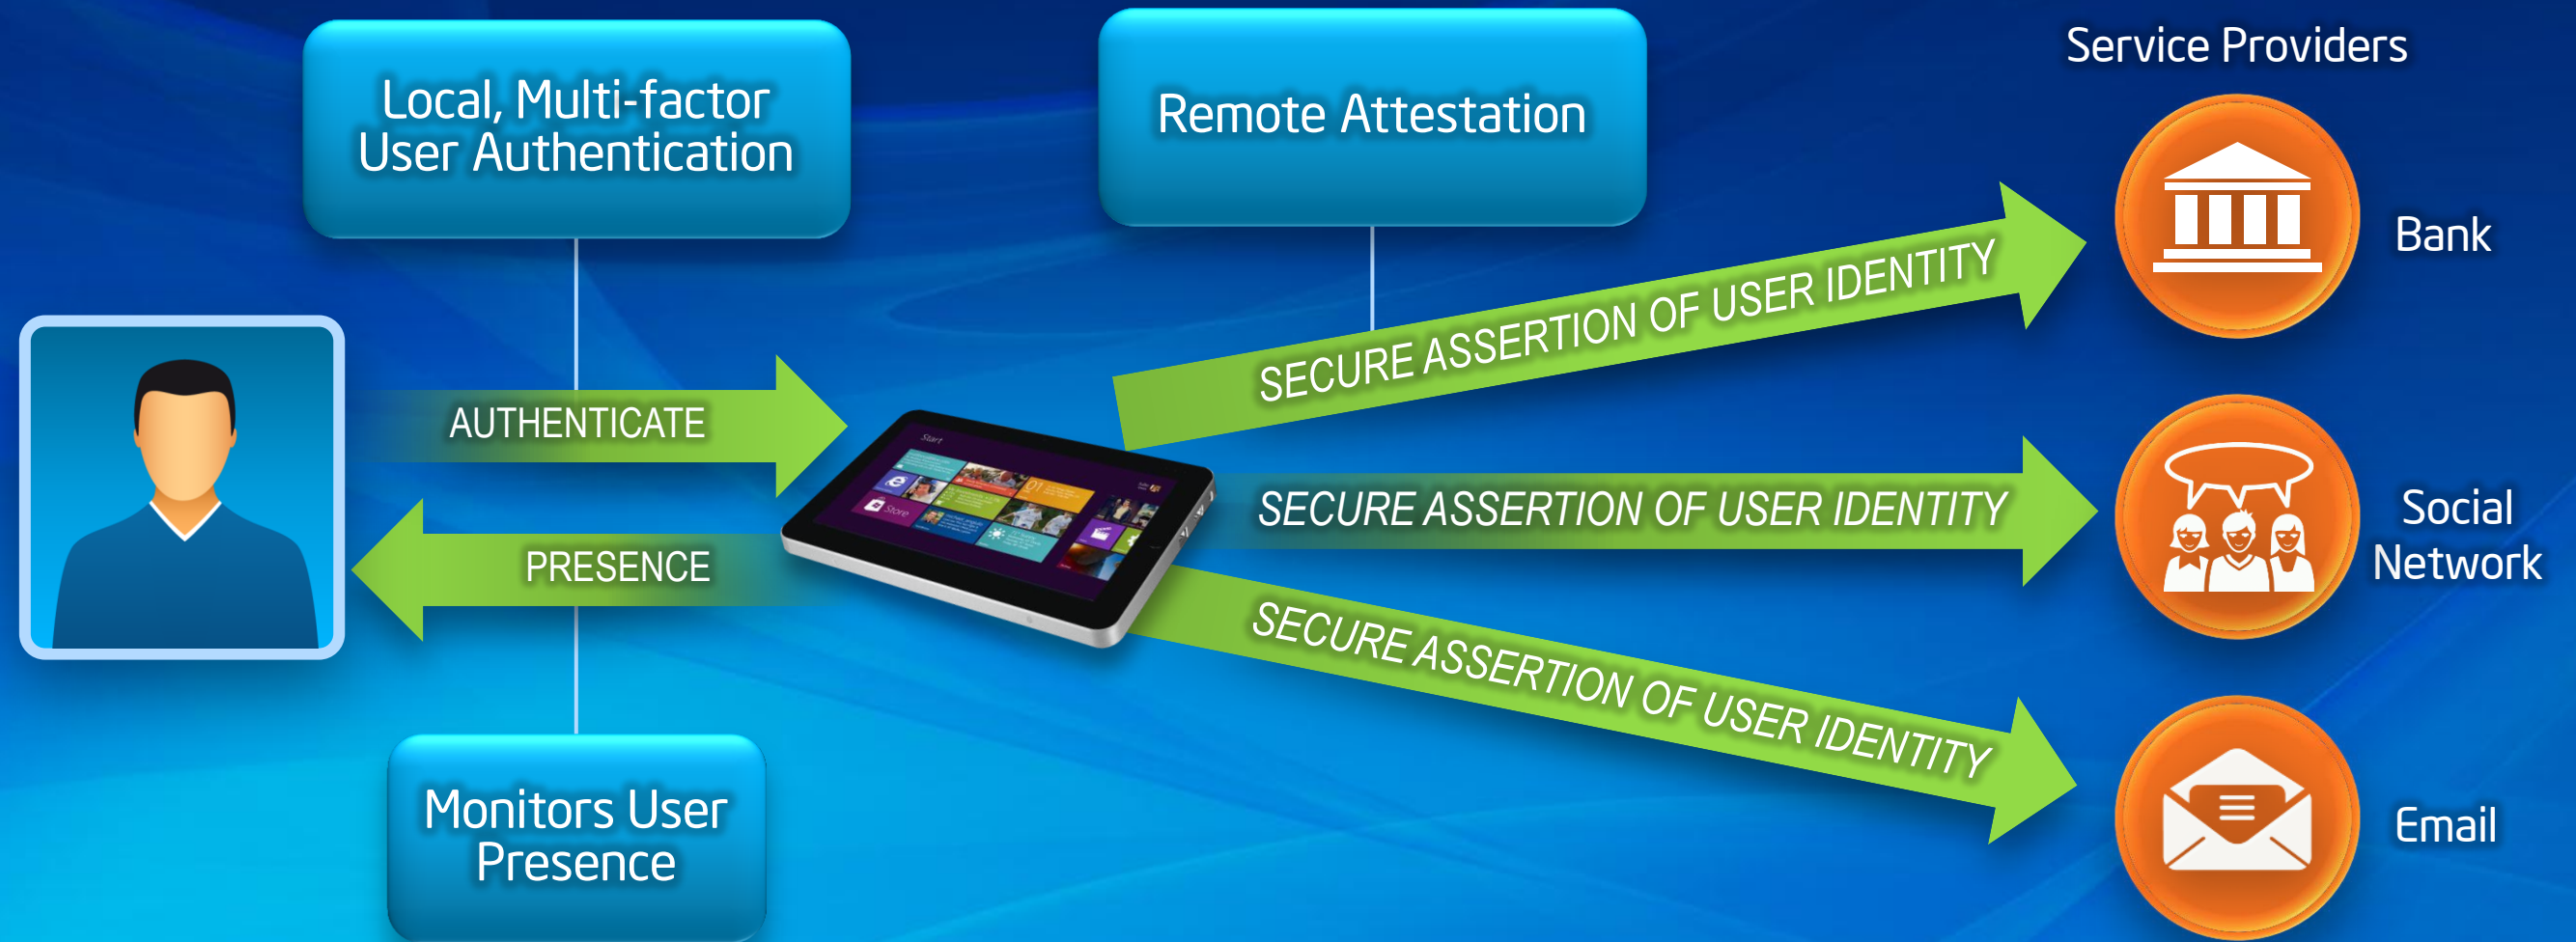 Local, Multi-factor
User Authentication
Remote Attestation
Service Providers
Bank
SECURE ASSERTION OF USER IDENTITY
AUTHENTICATE
Start
Store
SECURE ASSERTION OF USER IDENTITY
Social
Network
PRESENCE
SECURE ASSERTION OF USER IDENTITY
Monitors User
Presence
Email